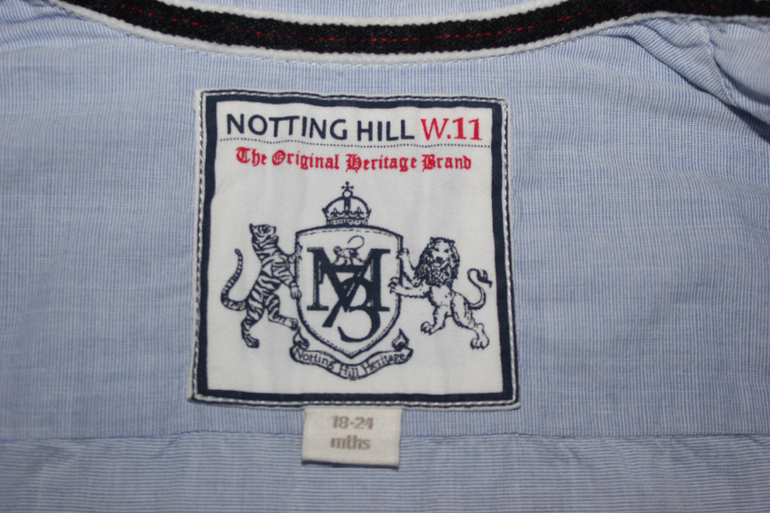 NOTTING HILL W.11
The Original Heritage Brand
Notting Hill Heritage
18-24
mths